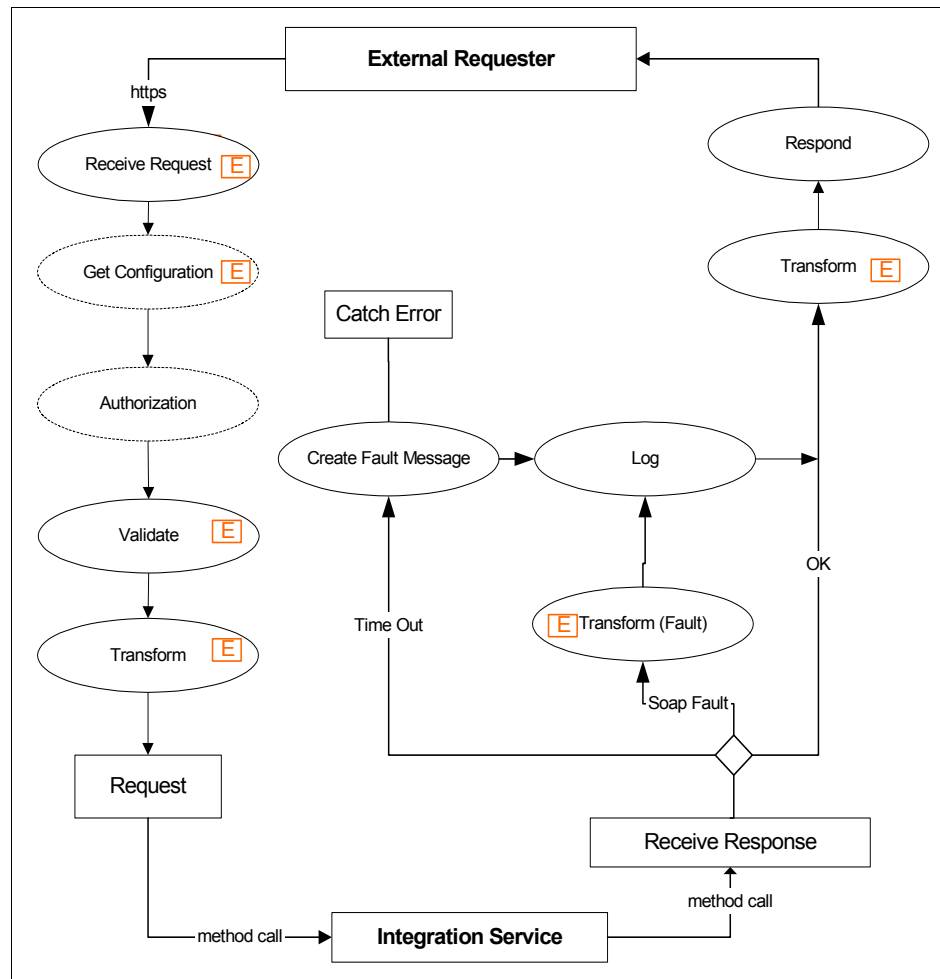 External Requester
https
Receive Request E
Respond
Get Configuration E
Transform E
Catch Error
Authorization
Create Fault Message
Log
Validate E
OK
Time Out
E Transform (Fault)
Transform E
Soap Fault
Request
Receive Response
method call
method call
Integration Service